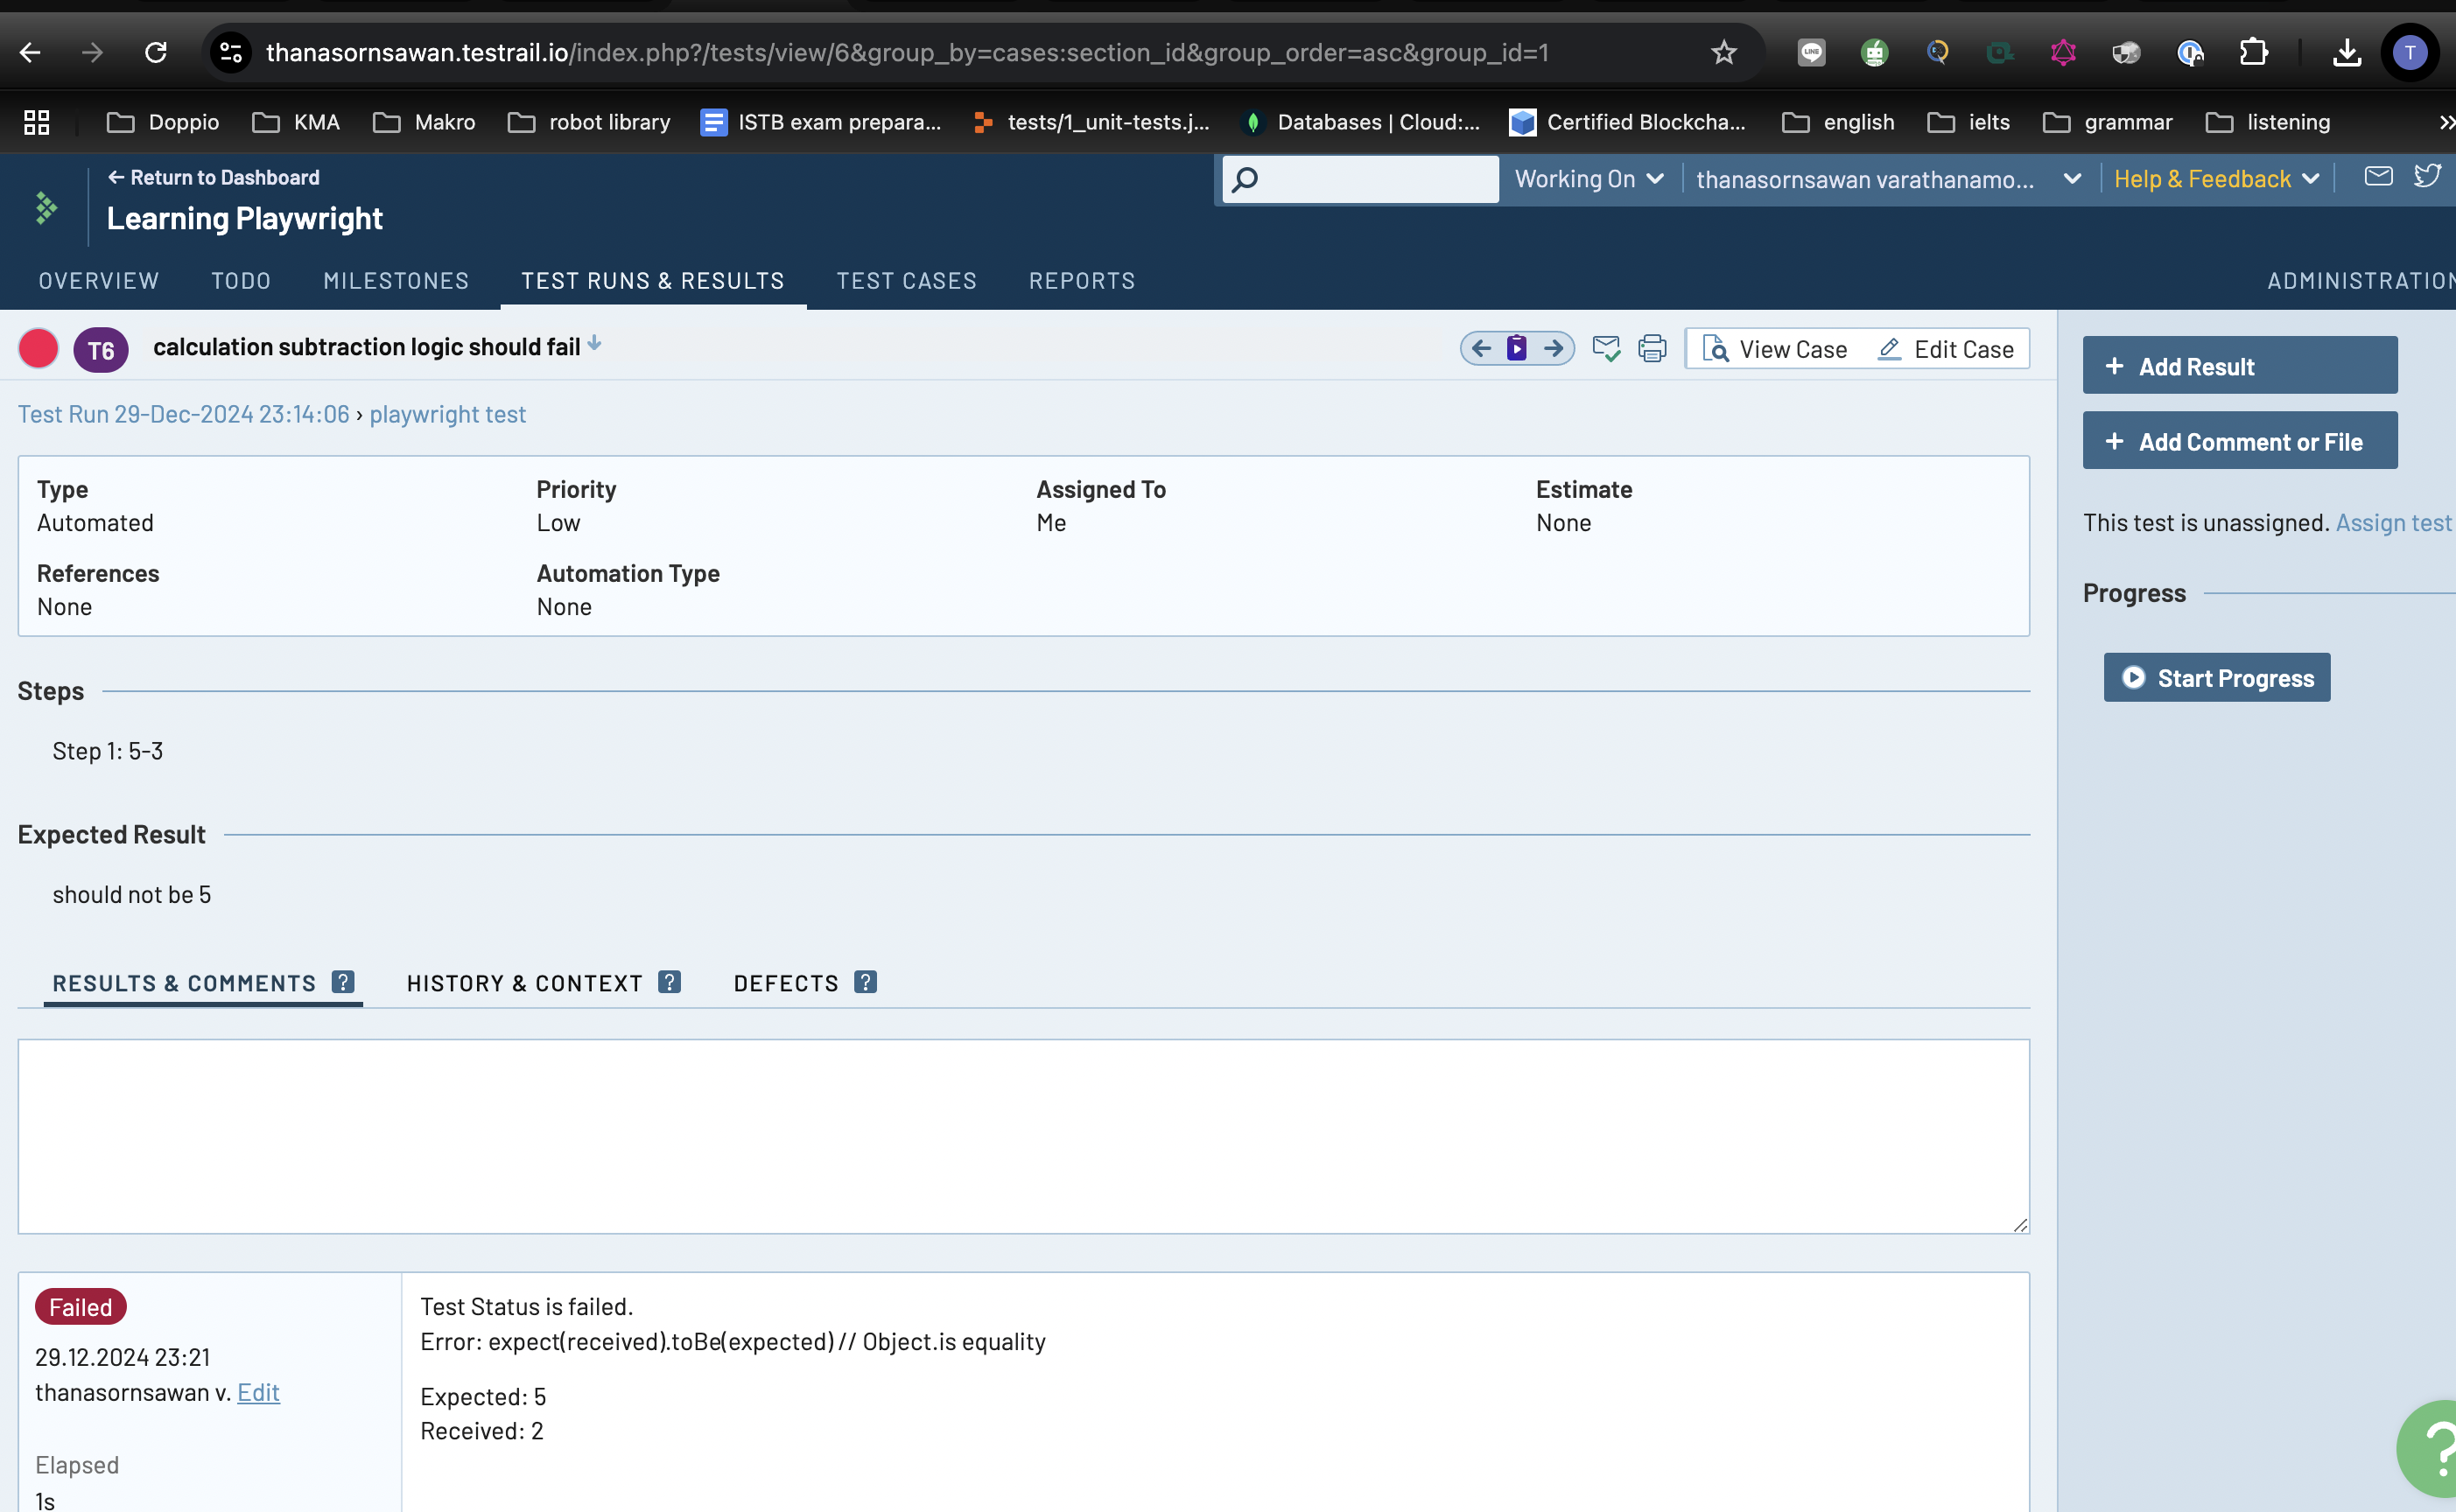 thanasornsawan.testrail.io/index.php?/tests/view/6&group_by=cases:section_id&group_order=asc&group_id=1
T
Doppio KMA Makro robot library ISTB exam prepara... tests/1_unit-tests.j... Databases | Cloud:... Certified Blockcha... english ielts grammar listening
Return to Dashboard
Learning Playwright
Working On thanasornsawan varathanamo... Help & Feedback
OVERVIEW TODO MILESTONES TEST RUNS & RESULTS TEST CASES REPORTS ADMINISTRATION
T6 calculation subtraction logic should fail
View Case Edit Case
+ Add Result
Test Run 29-Dec-2024 23:14:06 › playwright test
+ Add Comment or File
Type Priority Assigned To Estimate
Automated Low Me None
This test is unassigned. Assign test
References Automation Type
None None
Progress
Start Progress
Steps
Step 1: 5-3
Expected Result
should not be 5
RESULTS & COMMENTS ? HISTORY & CONTEXT ? DEFECTS ?
Failed
29.12.2024 23:21
thanasornsawan v. Edit
Elapsed
1s
Test Status is failed.
Error: expect(received).toBe(expected) // Object.is equality
Expected: 5
Received: 2
?